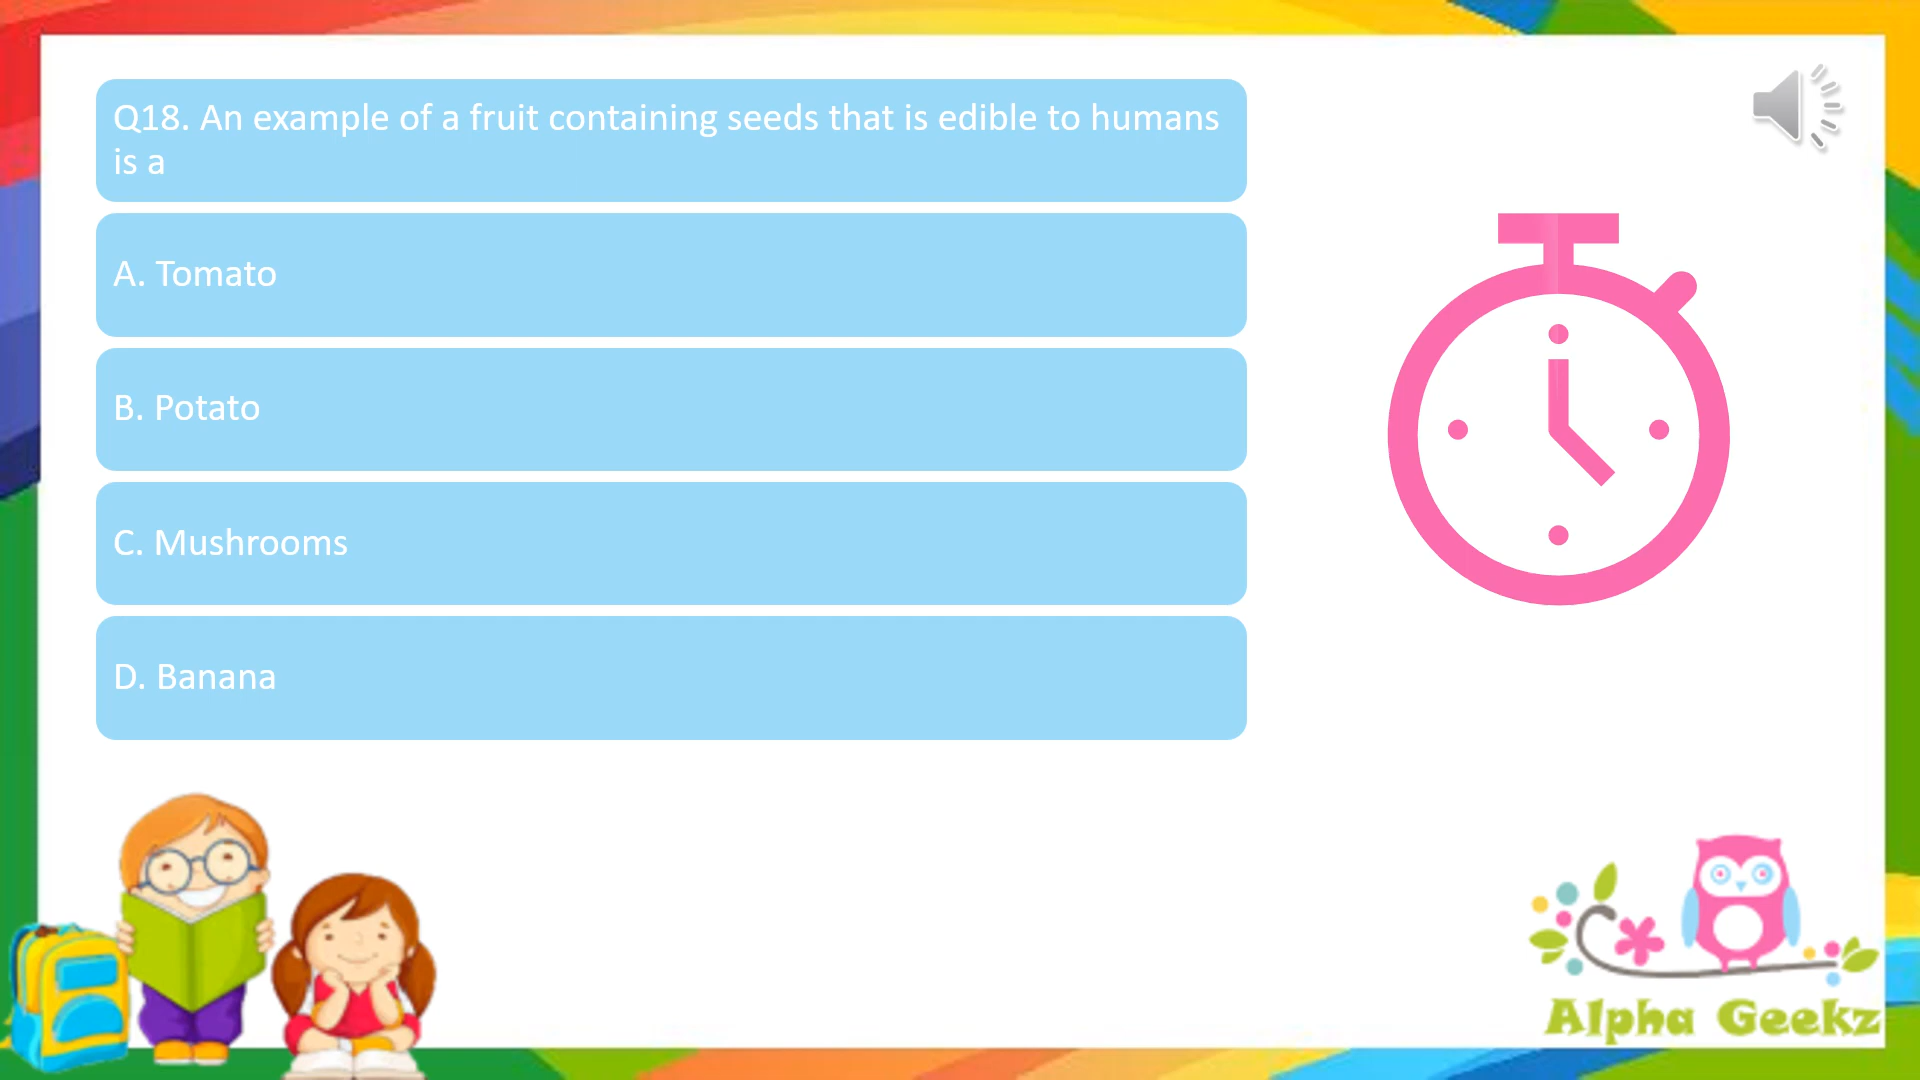 Q18. An example of a fruit containing seeds that is edible to humans
is a
A. Tomato
B. Potato
C. Mushrooms
D. Banana
Alpha Geekz